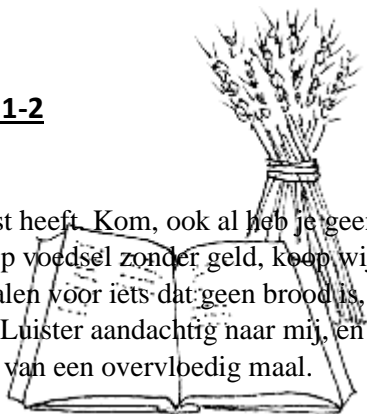 1-2
st heeft. Kom, ook al heb je geen
p voedsel zonder geld, koop wij
alen voor iets dat geen brood is,
Luister aandachtig naar mij, en
van een overvloedig maal.